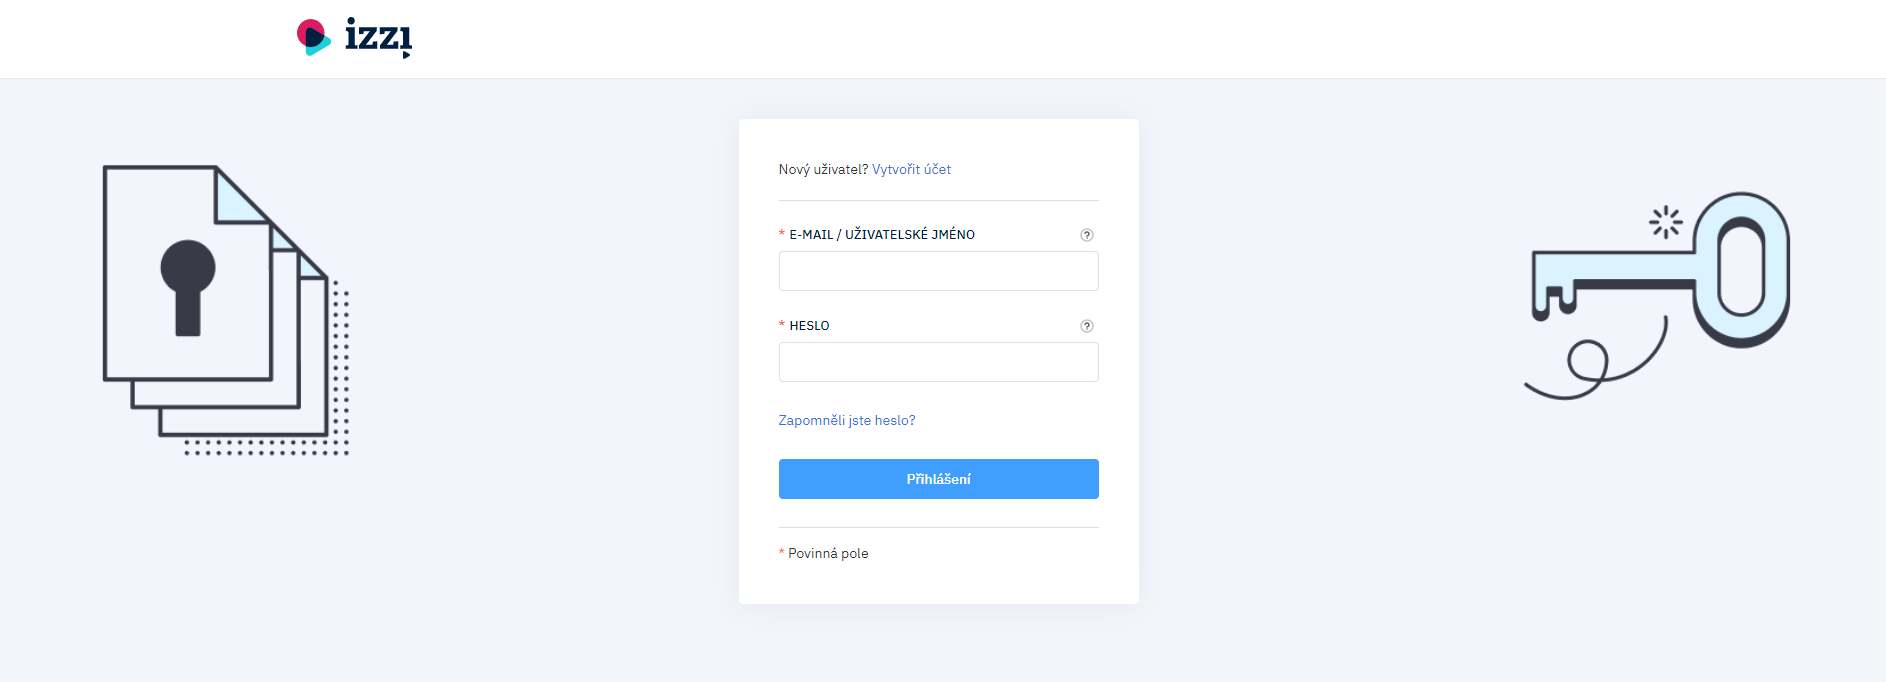 izzi
Nový uživatel? Vytvořit účet
* E-MAIL / UŽIVATELSKÉ JMÉNO ?
* HESLO ?
Zapomněli jste heslo?
Přihlášení
* Povinná pole